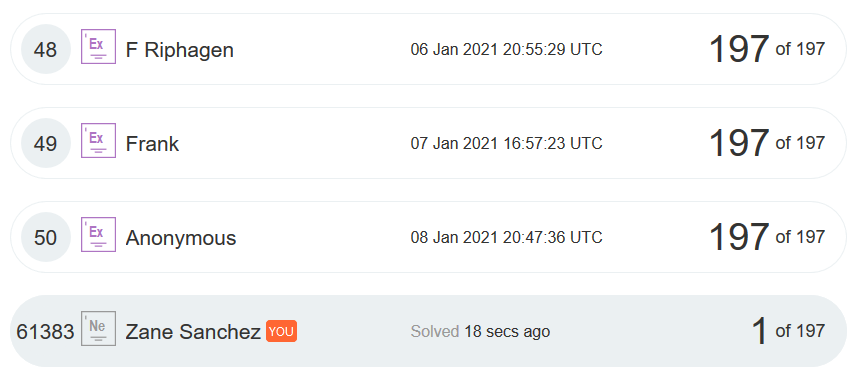 48 Ex F Riphagen 06 Jan 2021 20:55:29 UTC 197 of 197
49 Ex Frank 07 Jan 2021 16:57:23 UTC 197 of 197
50 Ex Anonymous 08 Jan 2021 20:47:36 UTC 197 of 197
61383 Ne Zane Sanchez YOU Solved 18 secs ago 1 of 197